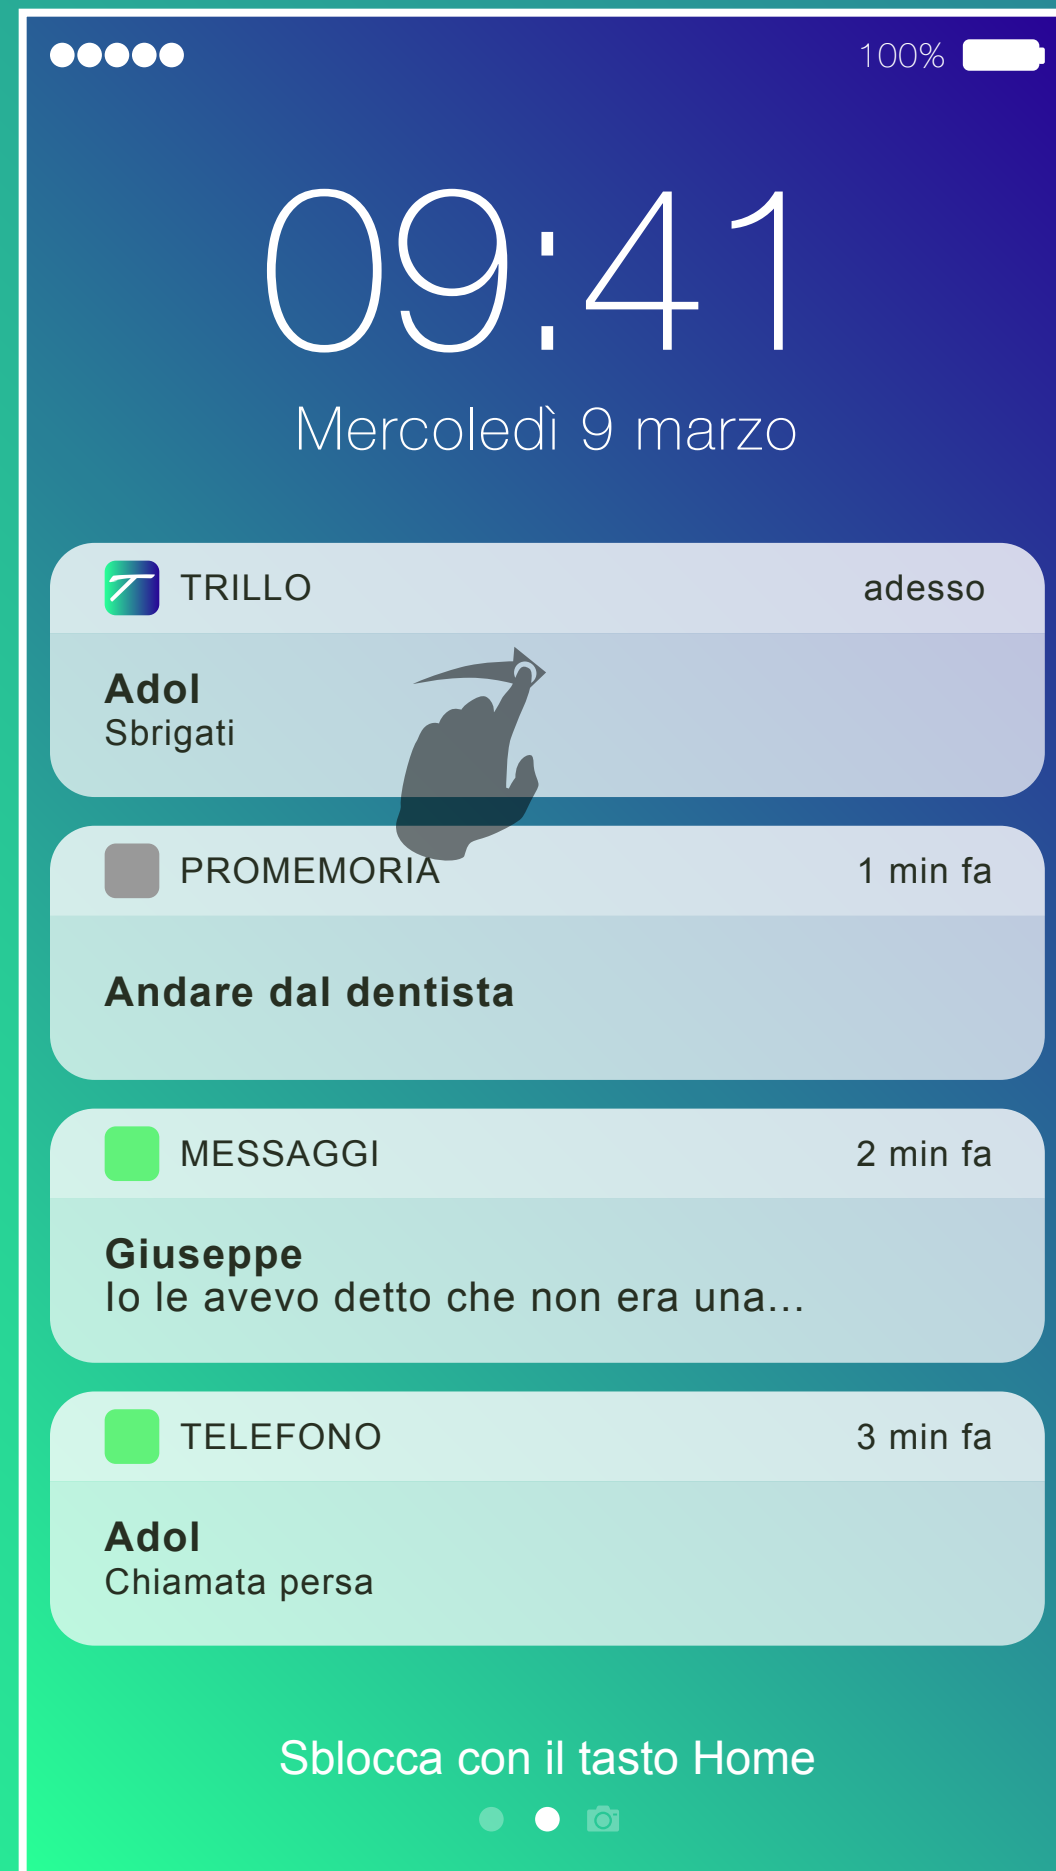 100%
09:41
Mercoledì 9 marzo
TRILLO adesso
Adol
Sbrigati
PROMEMORIA 1 min fa
Andare dal dentista
MESSAGGI 2 min fa
Giuseppe
Io le avevo detto che non era una...
TELEFONO 3 min fa
Adol
Chiamata persa
Sblocca con il tasto Home